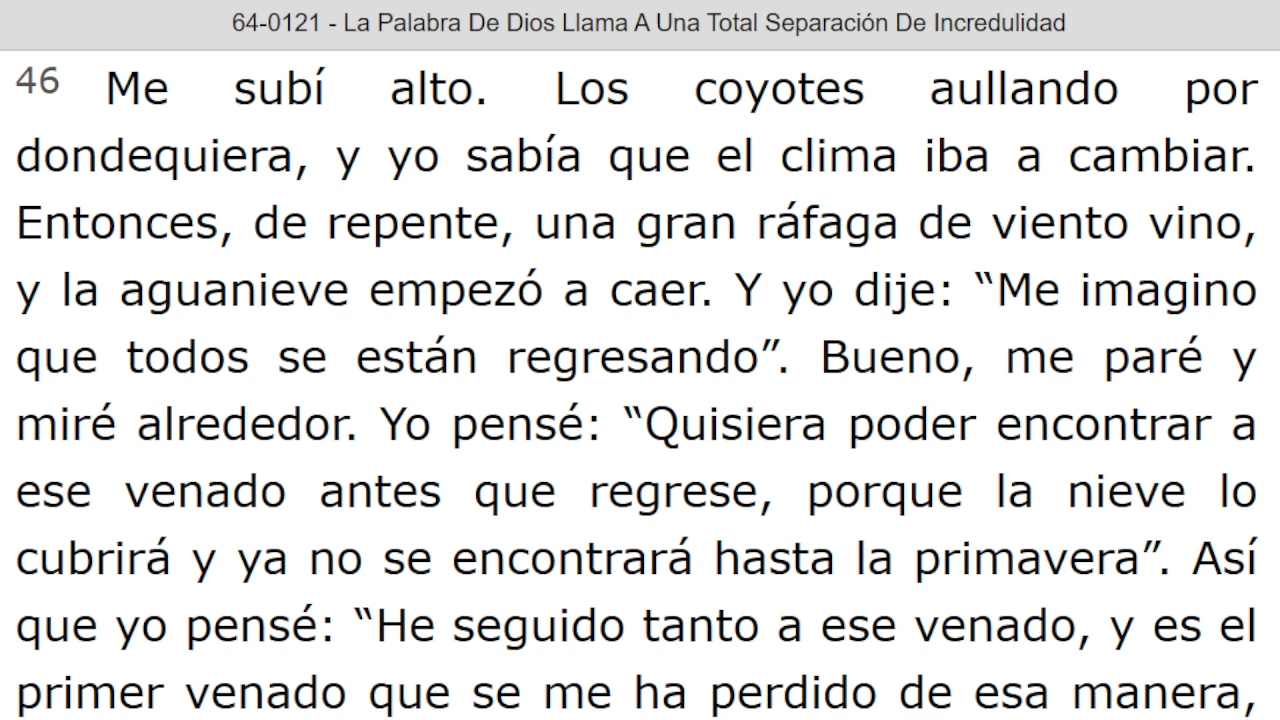 64-0121 - La Palabra De Dios Llama A Una Total Separación De Incredulidad
46 Me subí alto. Los coyotes aullando por
dondequiera, y yo sabía que el clima iba a cambiar.
Entonces, de repente, una gran ráfaga de viento vino,
y la aguanieve empezó a caer. Y yo dije: “Me imagino
que todos se están regresando”. Bueno, me paré y
miré alrededor. Yo pensé: “Quisiera poder encontrar a
ese venado antes que regrese, porque la nieve lo
cubrirá y ya no se encontrará hasta la primavera”. Así
que yo pensé: “He seguido tanto a ese venado, y es el
primer venado que se me ha perdido de esa manera,